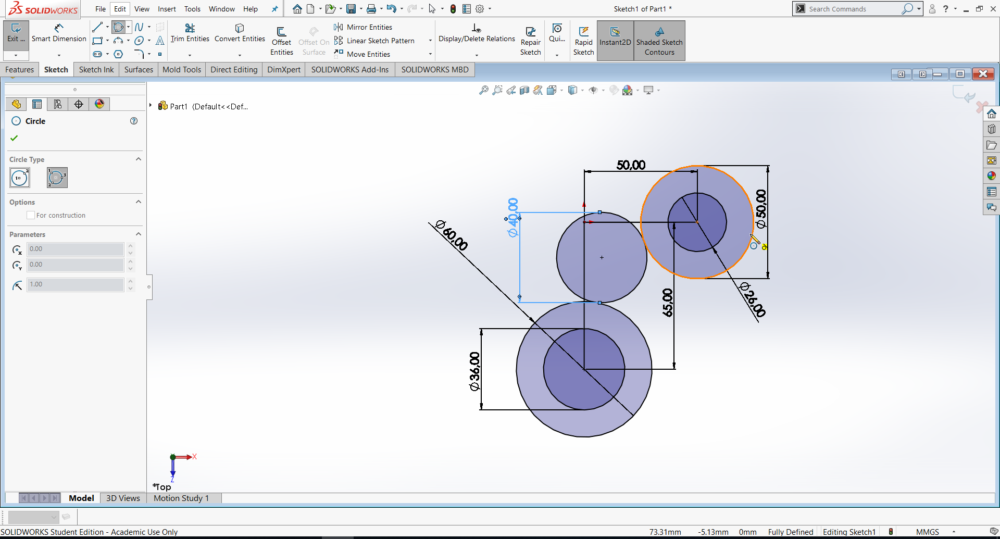 SOLIDWORKS
File Edit View Insert Tools Window Help
Sketch1 of Part1 *
Search Commands
Exit ...
Smart Dimension
Trim Entities
Convert Entities
Offset Entities
Offset On Surface
Mirror Entities
Linear Sketch Pattern
Move Entities
Display/Delete Relations
Repair Sketch
Qui...
Rapid Sketch
Instant2D
Shaded Sketch Contours
Features Sketch Sketch Ink Surfaces Mold Tools Direct Editing DimXpert SOLIDWORKS Add-Ins SOLIDWORKS MBD
Part1 (Default<<Def...
Circle
Circle Type
Options
For construction
Parameters
0.00
0.00
1.00
50,00
Ø 50,00
Ø 40,00
Ø 60,00
65,00
Ø 26,00
Ø 36,00
X
Z
*Top
Model 3D Views Motion Study 1
SOLIDWORKS Student Edition - Academic Use Only
73.31mm -5.13mm 0mm Fully Defined Editing Sketch1 MMGS